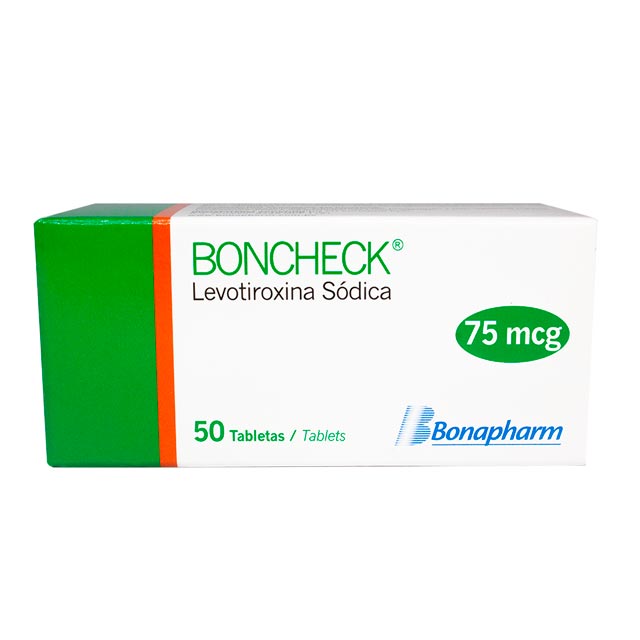 BONCHECK®
Levotiroxina Sódica
75 mcg
50 Tabletas / Tablets
Bonapharm